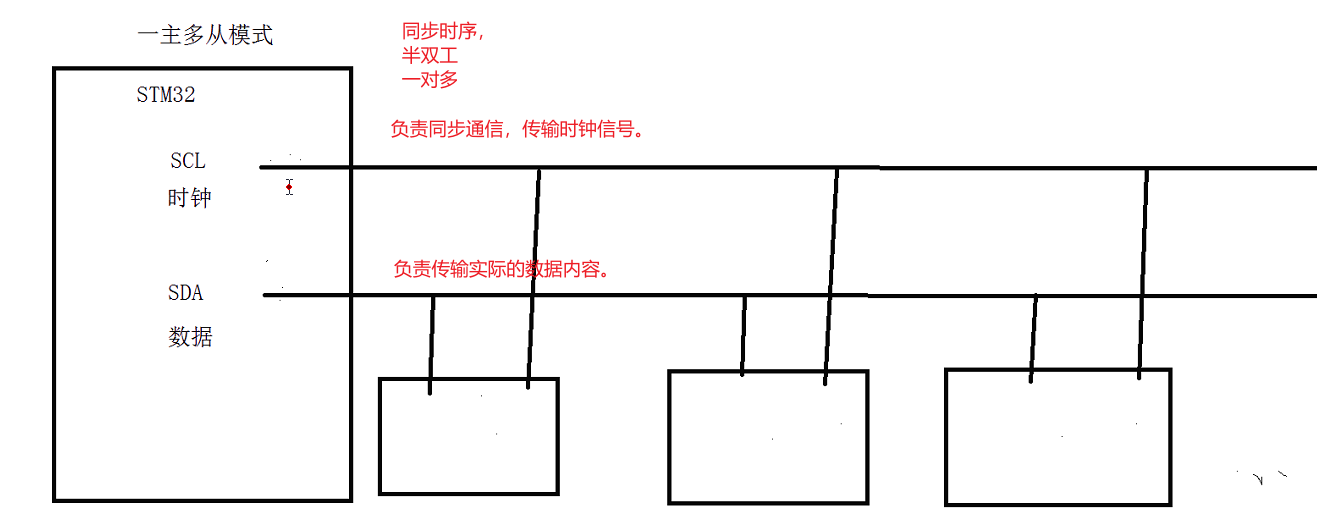 一主多从模式
同步时序，
半双工
一对多
STM32
负责同步通信，传输时钟信号。
SCL
时钟
负责传输实际的数据内容。
SDA
数据